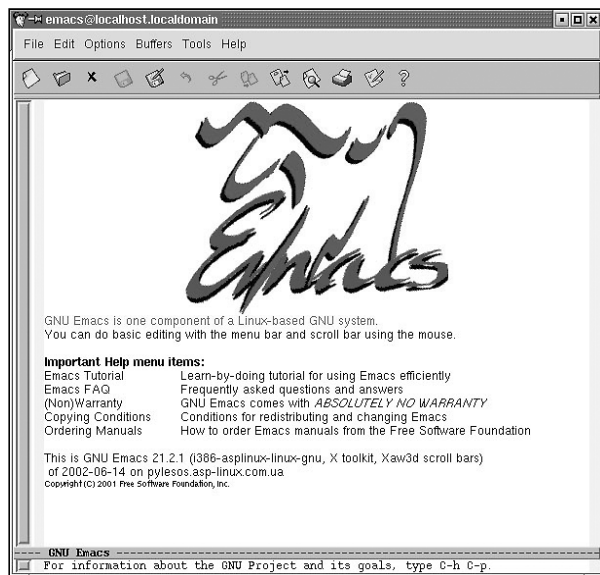 emacs@localhost.localdomain
File Edit Options Buffers Tools Help
Emacs
GNU Emacs is one component of a Linux-based GNU system.
You can do basic editing with the menu bar and scroll bar using the mouse.
Important Help menu items:
Emacs Tutorial Learn-by-doing tutorial for using Emacs efficiently
Emacs FAQ Frequently asked questions and answers
(Non)Warranty GNU Emacs comes with ABSOLUTELY NO WARRANTY
Copying Conditions Conditions for redistributing and changing Emacs
Ordering Manuals How to order Emacs manuals from the Free Software Foundation
This is GNU Emacs 21.2.1 (i386-asplinux-linux-gnu, X toolkit, Xaw3d scroll bars)
of 2002-06-14 on pylesos.asp-linux.com.ua
Copyright (C) 2001 Free Software Foundation, Inc.
GNU Emacs
For information about the GNU Project and its goals, type C-h C-p.